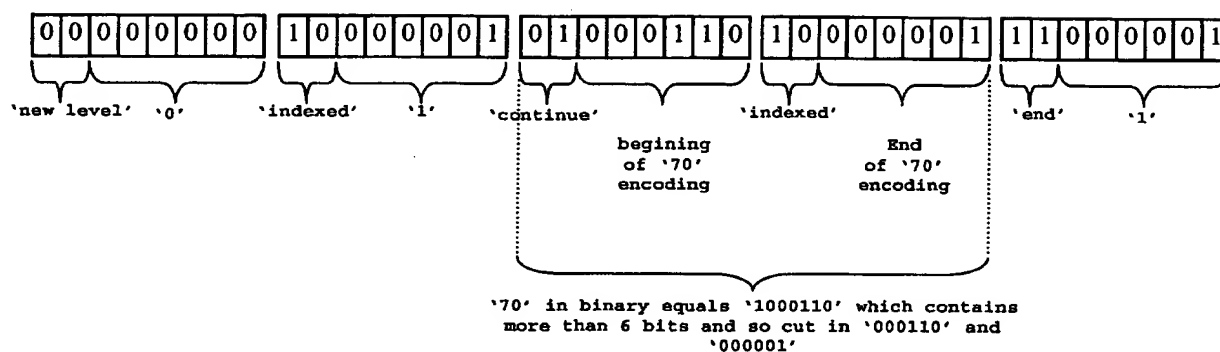 0 0 0 0 0 0 0 0 1 0 0 0 0 0 0 1 0 1 0 0 0 1 1 0 1 0 0 0 0 0 0 1 1 1 0 0 0 0 0 1
‘new level’ ‘0’ ‘indexed’ ‘1’ ‘continue’ ‘indexed’ ‘end’ ‘1’
begining End
of ‘70’ of ‘70’
encoding encoding
‘70’ in binary equals ‘1000110’ which contains
more than 6 bits and so cut in ‘000110’ and
‘000001’